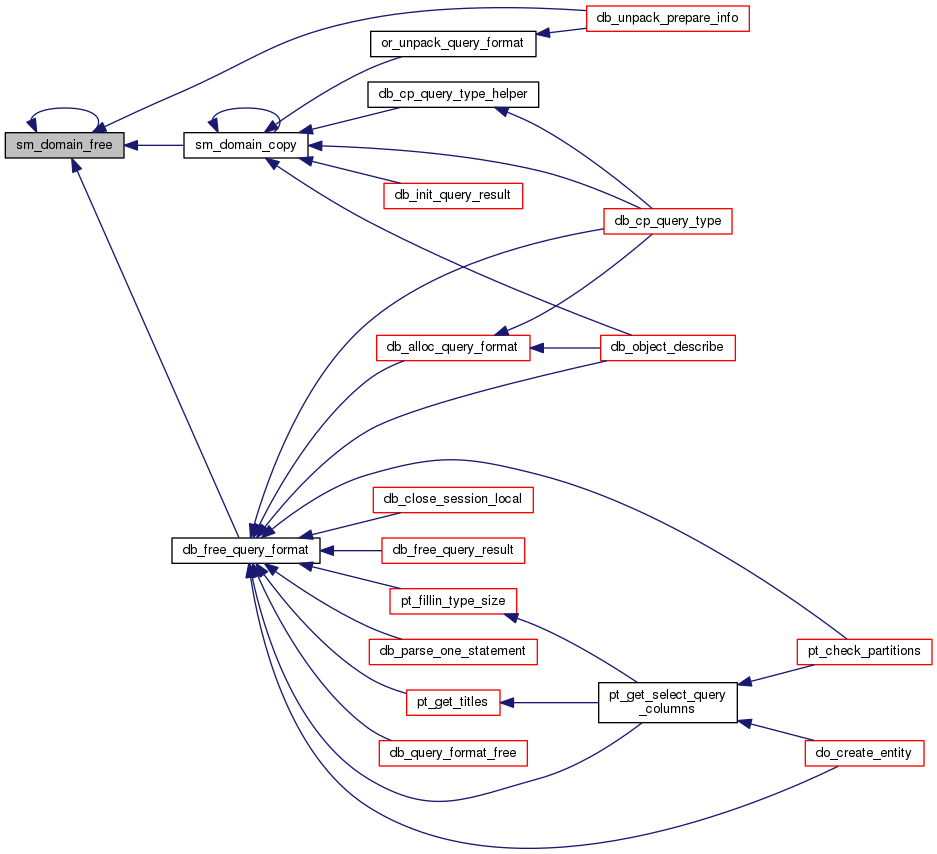 db_unpack_prepare_info
or_unpack_query_format
db_cp_query_type_helper
sm_domain_free
sm_domain_copy
db_init_query_result
db_cp_query_type
db_alloc_query_format
db_object_describe
db_close_session_local
db_free_query_format
db_free_query_result
pt_fillin_type_size
db_parse_one_statement
pt_check_partitions
pt_get_titles
pt_get_select_query
_columns
db_query_format_free
do_create_entity